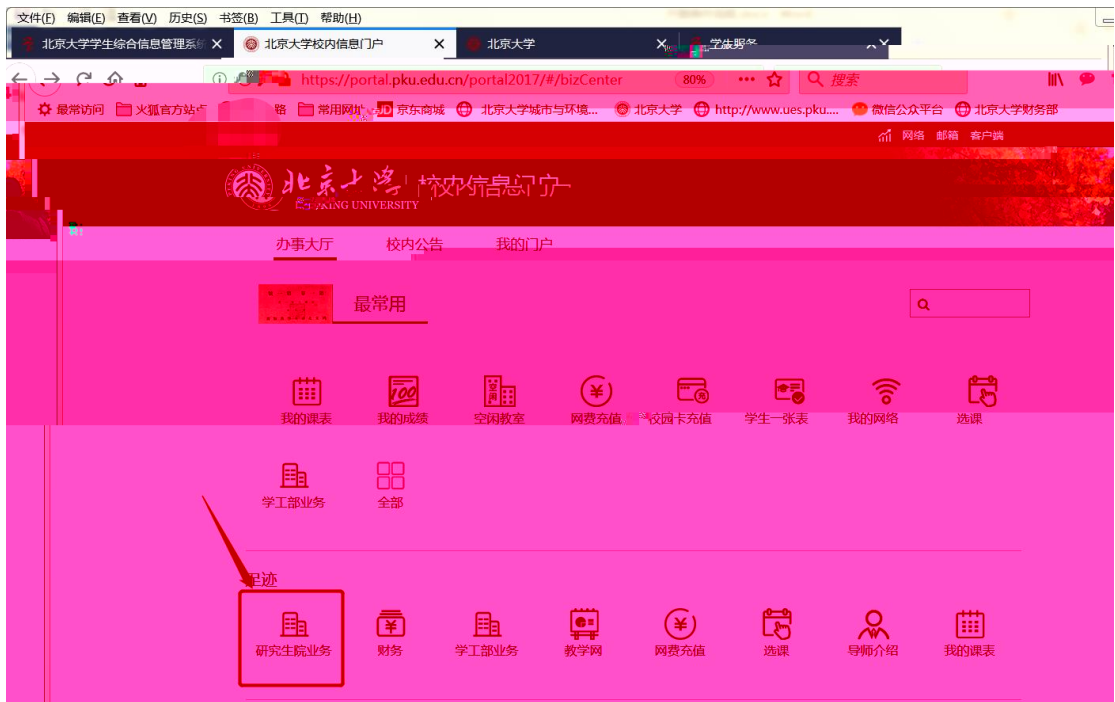 文件(F) 编辑(E) 查看(V) 历史(S) 书签(B) 工具(T) 帮助(H)
北京大学学生综合信息管理系统 × 北京大学校内信息门户 × 北京大学 ×
https://portal.pku.edu.cn/portal2017/#/bizCenter 80% 搜索
最常访问 火狐官方站点 常用网址 JD 京东商城 北京大学城市与环境... 北京大学 http://www.ues.pku.... 微信公众平台 北京大学财务部
网络 邮箱 客户端
北京大学 校内信息门户
PEKING UNIVERSITY
办事大厅 校内公告 我的门户
最常用
100 空闲
我的课表 我的成绩 空闲教室 网费充值 校园卡充值 学生一张表 我的网络 选课
学工部业务 全部
足迹
研究生院业务 财务 学工部业务 教学网 网费充值 选课 导师介绍 我的课表